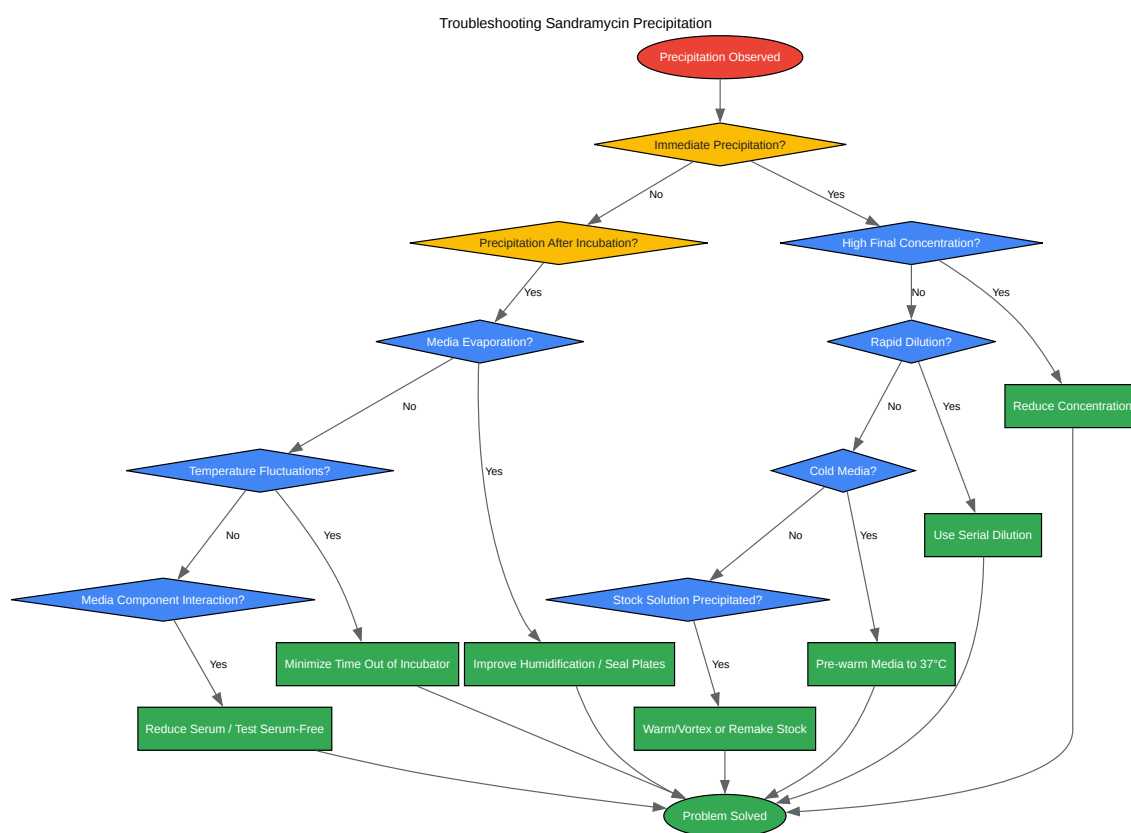 Troubleshooting Sandramycin Precipitation
Precipitation Observed
Immediate Precipitation?
No
Yes
Precipitation After Incubation?
High Final Concentration?
Yes
No
Yes
Media Evaporation?
Rapid Dilution?
No
Yes
No
Yes
Reduce Concentration
Temperature Fluctuations?
Cold Media?
No
Yes
No
Yes
Use Serial Dilution
Media Component Interaction?
Stock Solution Precipitated?
Yes
Yes
Minimize Time Out of Incubator
Improve Humidification / Seal Plates
Pre-warm Media to 37°C
Reduce Serum / Test Serum-Free
Warm/Vortex or Remake Stock
Problem Solved